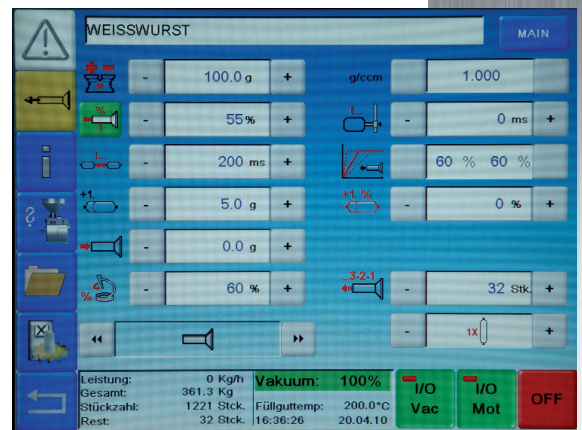 WEISSWURST
MAIN
- 100.0 g +
g/ccm 1.000
%
1
- 55 % +
t...
- 0 ms +
t...
- 200 ms +
60 % 60 %
+1..
- 5.0 g +
+1..%
- 0 % +
- 0.0 g +
%
- 60 % +
...3-2-1
- 32 Stk. +
- 1X +
Leistung: 0 Kg/h
Gesamt: 361.3 Kg
Stückzahl: 1221 Stck.
Rest: 32 Stck.
Vakuum: 100%
Füllguttemp: 200.0°C
16:36:26 20.04.10
I/O
Vac
I/O
Mot
OFF